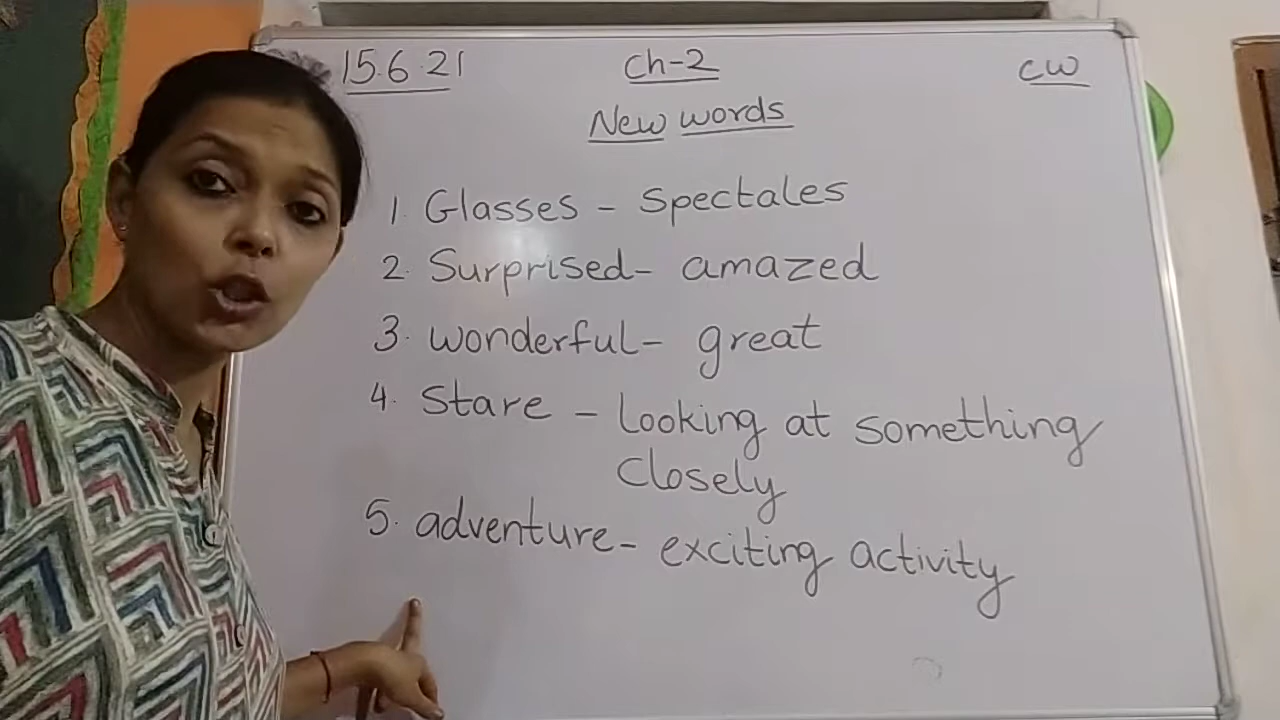 15.6.21 Ch-2 CW
New words
1. Glasses - Spectales
2. Surprised- amazed
3. wonderful- great
4. Stare - Looking at something
Closely
5. adventure- exciting activity